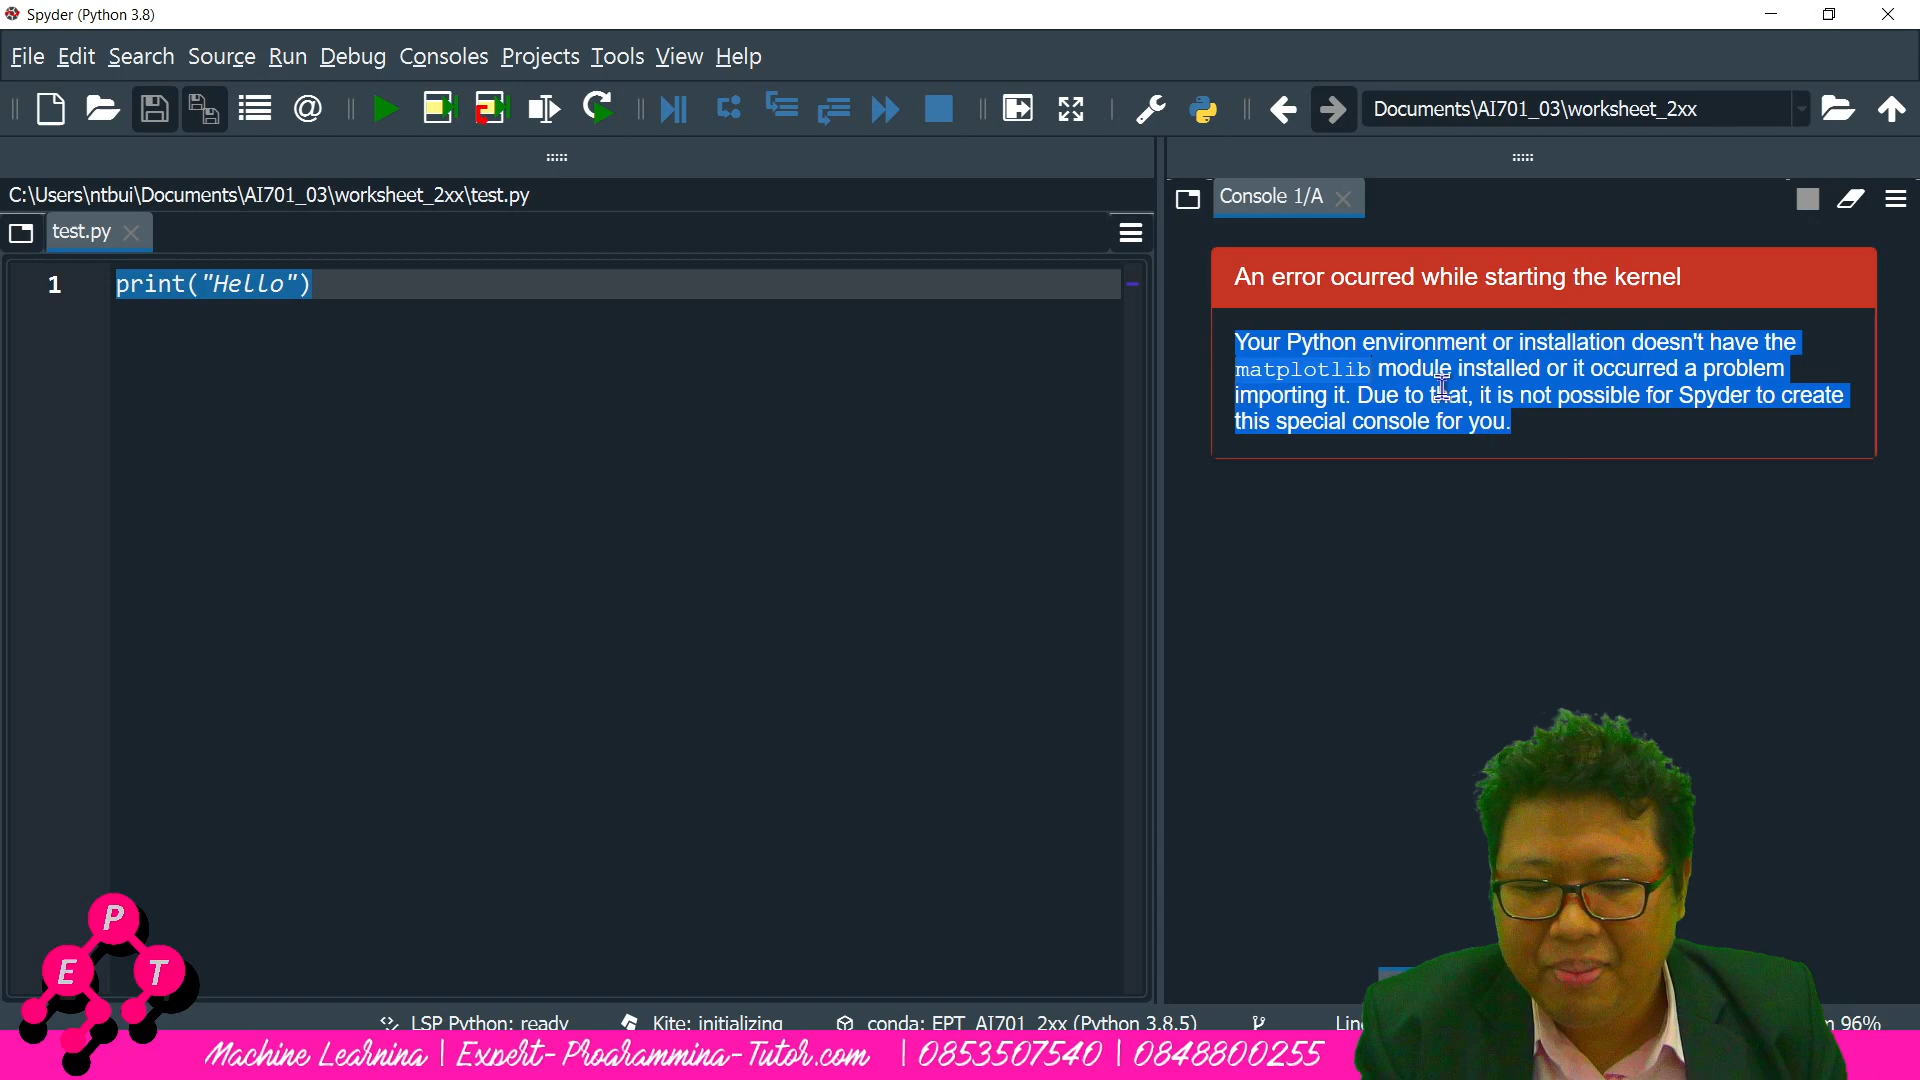 Spyder (Python 3.8)
File Edit Search Source Run Debug Consoles Projects Tools View Help
Documents\AI701_03\worksheet_2xx
C:\Users\ntbui\Documents\AI701_03\worksheet_2xx\test.py
test.py
1 print("Hello")
Console 1/A
An error ocurred while starting the kernel
Your Python environment or installation doesn't have the
matplotlib module installed or it occurred a problem
importing it. Due to that, it is not possible for Spyder to create
this special console for you.
P
E T
LSP Python: ready Kite: initializing conda: EPT_AI701_2xx (Python 3.8.5) 96%
Machine Learning | Expert-Programming-Tutor.com | 0853507540 | 0848800255